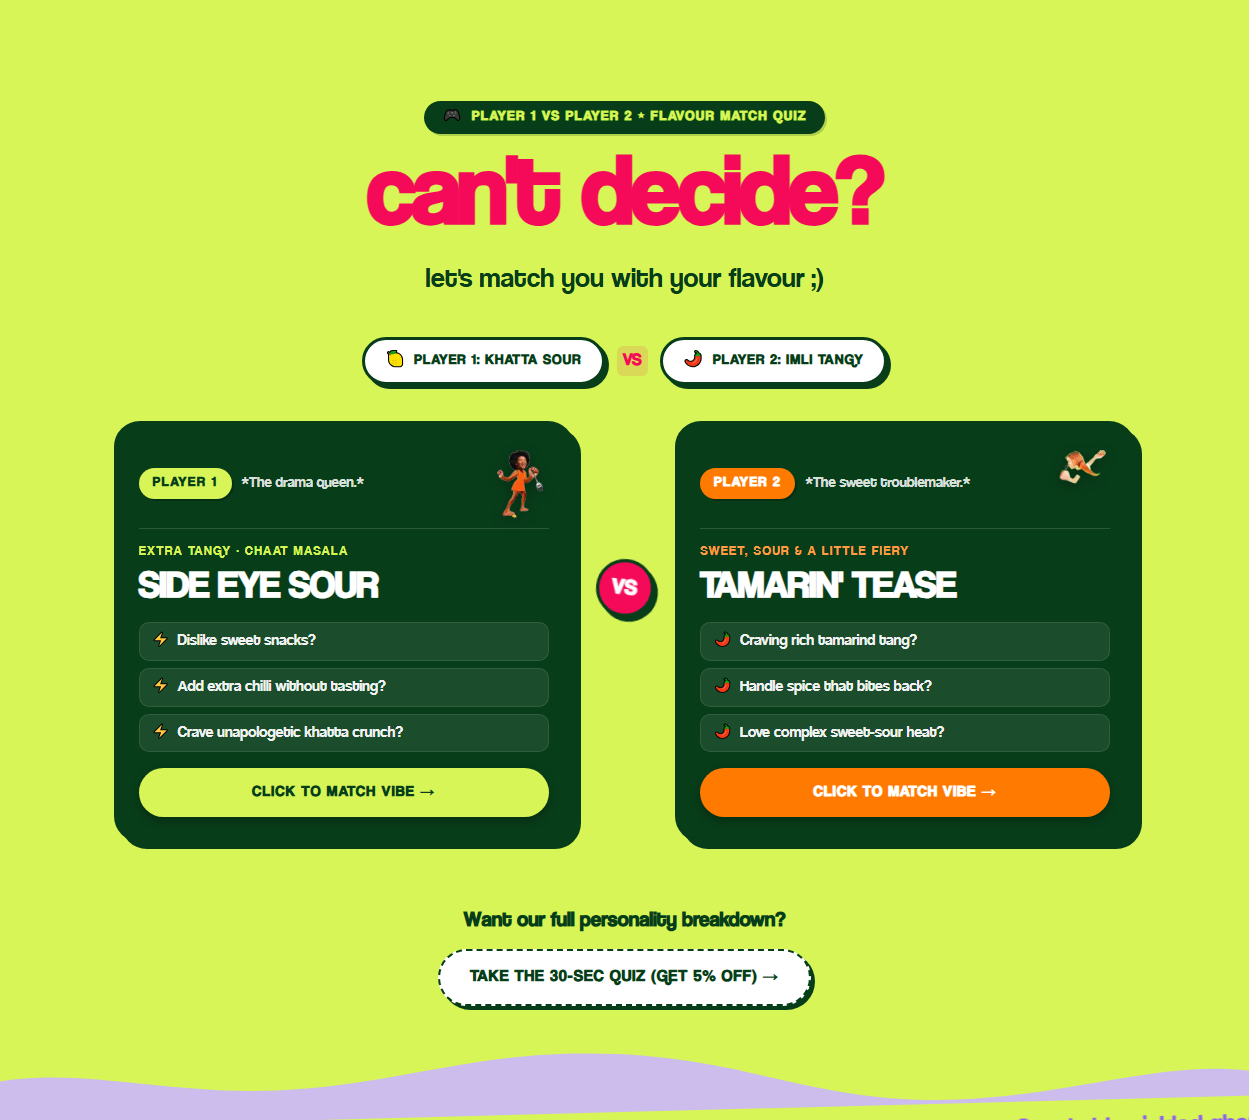 🎮 PLAYER 1 VS PLAYER 2 ★ FLAVOUR MATCH QUIZ
can't decide?
let's match you with your flavour ;)
🍋 PLAYER 1: KHATTA SOUR
VS
🌶️ PLAYER 2: IMLI TANGY
PLAYER 1
*The drama queen.*
EXTRA TANGY · CHAAT MASALA
SIDE EYE SOUR
⚡ Dislike sweet snacks?
⚡ Add extra chilli without tasting?
⚡ Crave unapologetic khatta crunch?
CLICK TO MATCH VIBE →
VS
PLAYER 2
*The sweet troublemaker.*
SWEET, SOUR & A LITTLE FIERY
TAMARIN' TEASE
🌶️ Craving rich tamarind tang?
🌶️ Handle spice that bites back?
🌶️ Love complex sweet-sour heat?
CLICK TO MATCH VIBE →
Want our full personality breakdown?
TAKE THE 30-SEC QUIZ (GET 5% OFF) →